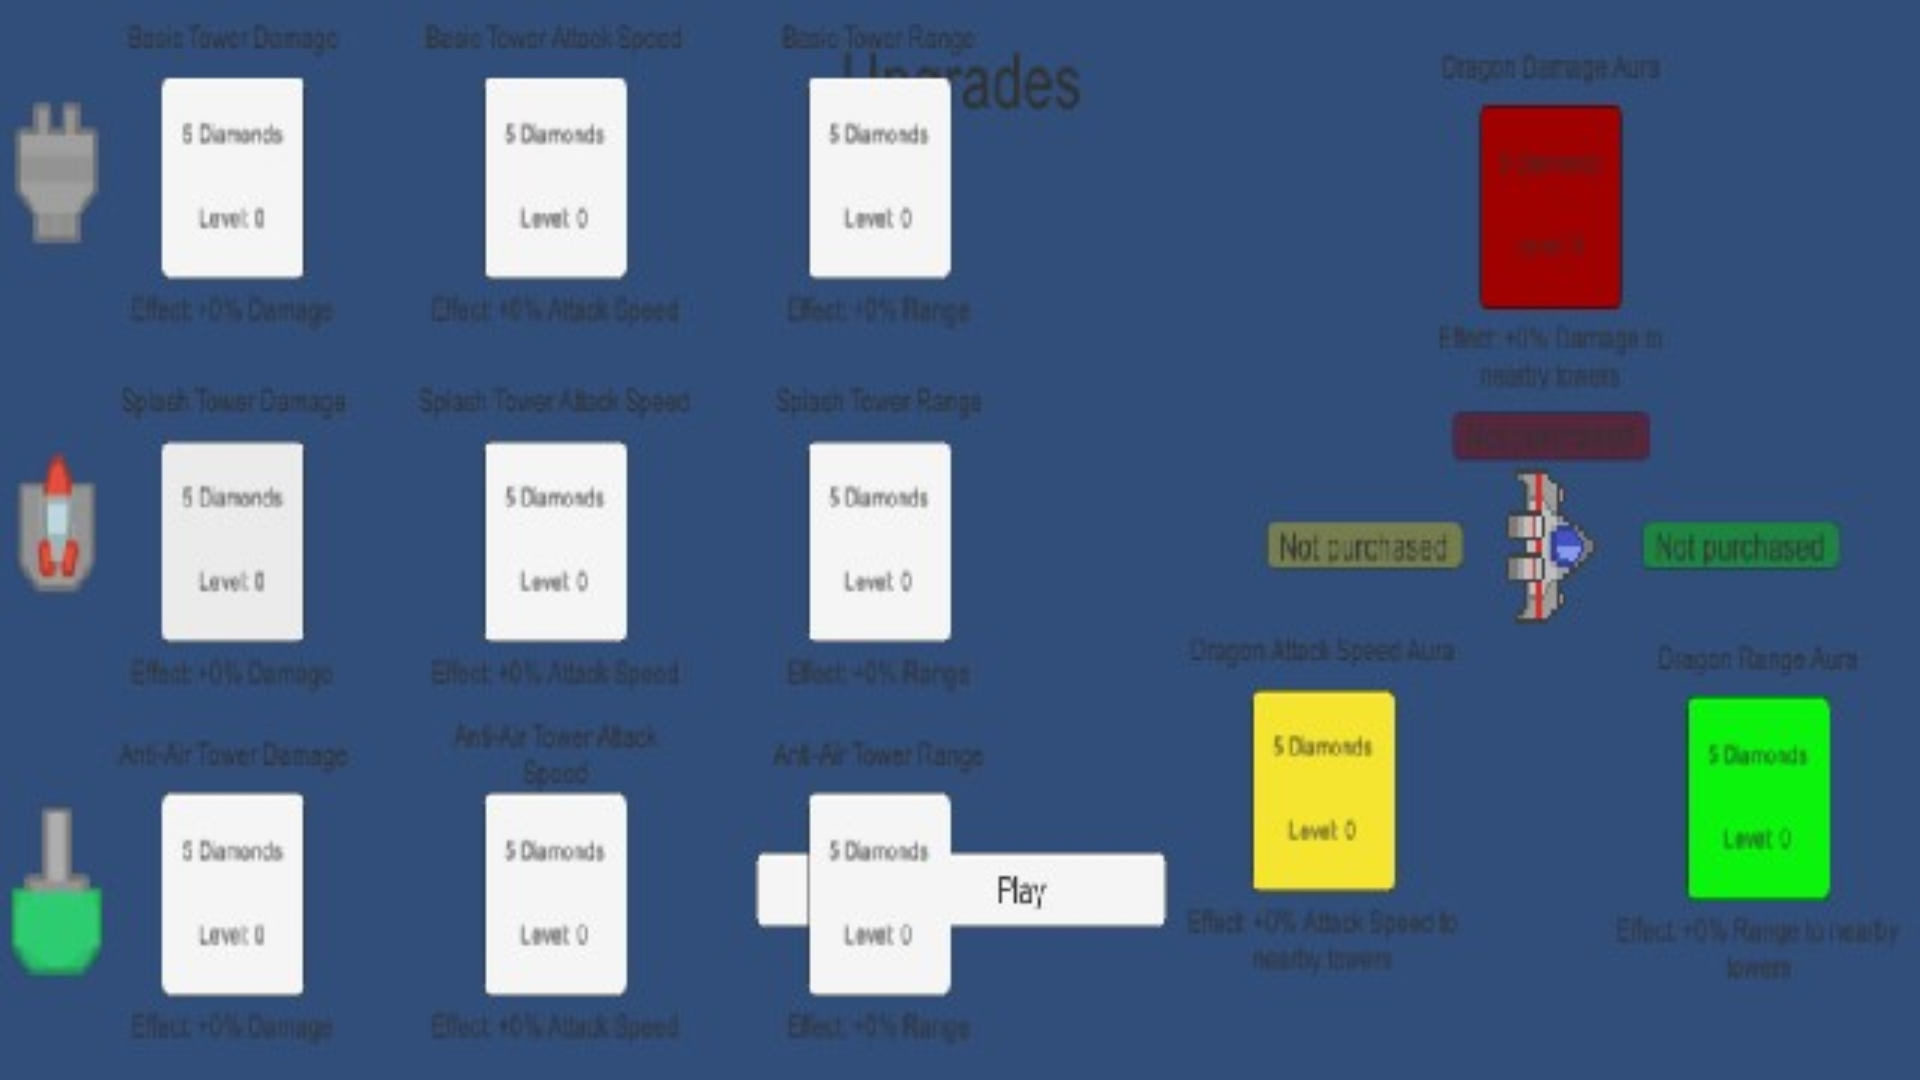 Basic Tower Damage
Basic Tower Attack Speed
Basic Tower Range
Upgrades
Dragon Damage Aura
5 Diamonds
5 Diamonds
5 Diamonds
5 Diamonds
Level: 0
Level: 0
Level: 0
Level: 0
Effect: +0% Damage
Effect: +0% Attack Speed
Effect: +0% Range
Effect: +0% Damage to
nearby towers
Splash Tower Damage
Splash Tower Attack Speed
Splash Tower Range
Not purchased
5 Diamonds
5 Diamonds
5 Diamonds
Not purchased
Not purchased
Level: 0
Level: 0
Level: 0
Effect: +0% Damage
Effect: +0% Attack Speed
Effect: +0% Range
Dragon Attack Speed Aura
Dragon Range Aura
Anti-Air Tower Damage
Anti-Air Tower Attack
Speed
Anti-Air Tower Range
5 Diamonds
5 Diamonds
Level: 0
Level: 0
5 Diamonds
5 Diamonds
5 Diamonds
Play
Level: 0
Level: 0
Level: 0
Effect: +0% Attack Speed to
nearby towers
Effect: +0% Range to nearby
towers
Effect: +0% Damage
Effect: +0% Attack Speed
Effect: +0% Range